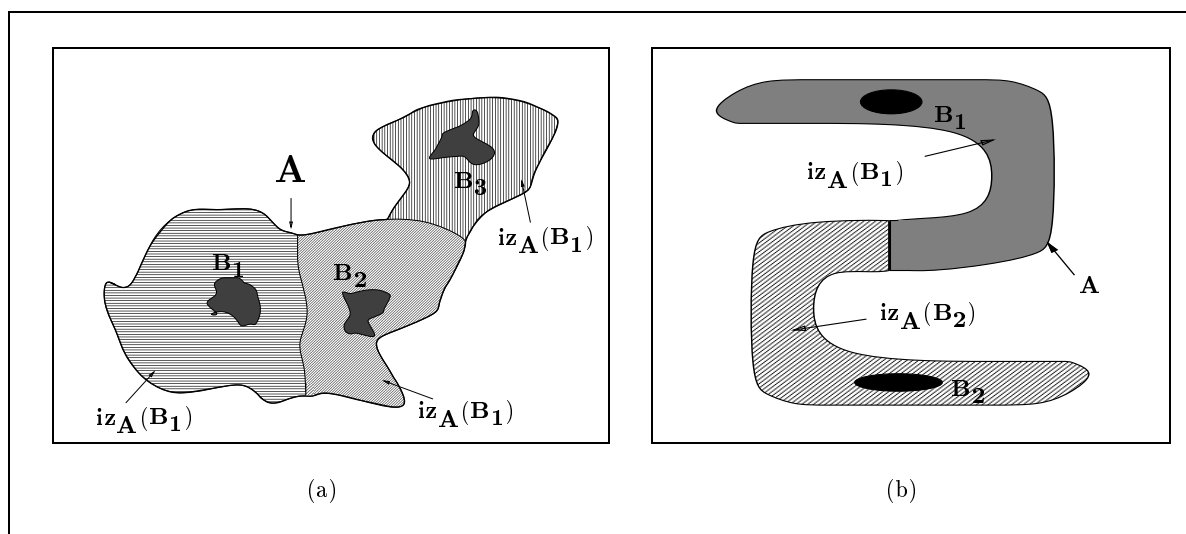 A
B1
B2
B3
izA(B1)
izA(B1)
izA(B1)
(a)
B1
izA(B1)
A
izA(B2)
B2
(b)